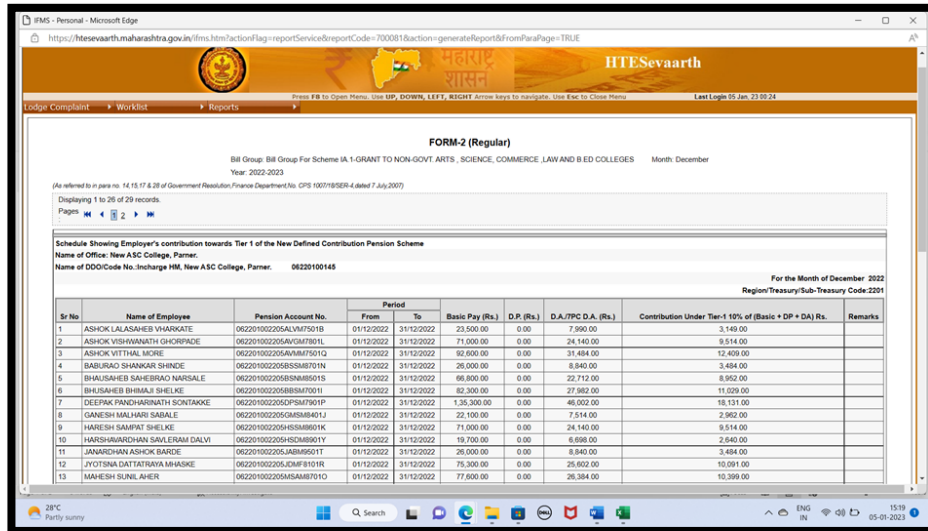 IFMS - Personal - Microsoft Edge
https://htesevaarth.maharashtra.gov.in/ifms.htm?actionFlag=reportService&reportCode=700081&action=generateReport&FromParaPage=TRUE
महाराष्ट्र
शासन
HTESevaarth
Press F8 to Open Menu. Use UP, DOWN, LEFT, RIGHT Arrow keys to navigate. Use Esc to Close Menu
Last Login 05 Jan, 23 00:24
Lodge Complaint Worklist Reports
FORM-2 (Regular)
Bill Group: Bill Group For Scheme IA.1-GRANT TO NON-GOVT. ARTS , SCIENCE, COMMERCE ,LAW AND B.ED COLLEGES Month: December
Year: 2022-2023
(As referred to in para no. 14,15,17 & 28 of Government Resolution,Finance Department,No. CPS 1007/18/SER-4,dated 7 July,2007)
Displaying 1 to 26 of 29 records.
Pages 1 2
:
Schedule Showing Employer's contribution towards Tier 1 of the New Defined Contribution Pension Scheme
Name of Office: New ASC College, Parner.
Name of DDO/Code No.:Incharge HM, New ASC College, Parner. 06220100145
For the Month of December 2022
Region/Treasury/Sub-Treasury Code:2201
Period
Sr No Name of Employee Pension Account No. From To Basic Pay (Rs.) D.P. (Rs.) D.A./7PC D.A. (Rs.) Contribution Under Tier-1 10% of (Basic + DP + DA) Rs. Remarks
1 ASHOK LALASAHEB VHARKATE 062201002205ALVM7501B 01/12/2022 31/12/2022 23,500.00 0.00 7,990.00 3,149.00
2 ASHOK VISHWANATH GHORPADE 062201002205AVGM7801L 01/12/2022 31/12/2022 71,000.00 0.00 24,140.00 9,514.00
3 ASHOK VITTHAL MORE 062201002205AVMM7501Q 01/12/2022 31/12/2022 92,600.00 0.00 31,484.00 12,409.00
4 BABURAO SHANKAR SHINDE 062201002205BSSM8701N 01/12/2022 31/12/2022 26,000.00 0.00 8,840.00 3,484.00
5 BHAUSAHEB SAHEBRAO NARSALE 062201002205BSNM8501S 01/12/2022 31/12/2022 66,800.00 0.00 22,712.00 8,952.00
6 BHUSAHEB BHIMAJI SHELKE 062201002205BBSM7001I 01/12/2022 31/12/2022 82,300.00 0.00 27,982.00 11,029.00
7 DEEPAK PANDHARINATH SONTAKKE 062201002205DPSM7901P 01/12/2022 31/12/2022 1,35,300.00 0.00 46,002.00 18,131.00
8 GANESH MALHARI SABALE 062201002205GMSM8401J 01/12/2022 31/12/2022 22,100.00 0.00 7,514.00 2,962.00
9 HARESH SAMPAT SHELKE 062201002205HSSM8601K 01/12/2022 31/12/2022 71,000.00 0.00 24,140.00 9,514.00
10 HARSHAVARDHAN SAVLERAM DALVI 062201002205HSDM8901Y 01/12/2022 31/12/2022 19,700.00 0.00 6,698.00 2,640.00
11 JANARDHAN ASHOK BARDE 062201002205JABM9501T 01/12/2022 31/12/2022 26,000.00 0.00 8,840.00 3,484.00
12 JYOTSNA DATTATRAYA MHASKE 062201002205JDMF8101R 01/12/2022 31/12/2022 75,300.00 0.00 25,602.00 10,091.00
13 MAHESH SUNIL AHER 062201002205MSAM8701O 01/12/2022 31/12/2022 77,600.00 0.00 26,384.00 10,399.00
28°C
Partly sunny
Search
ENG
IN
15:19
05-01-2023